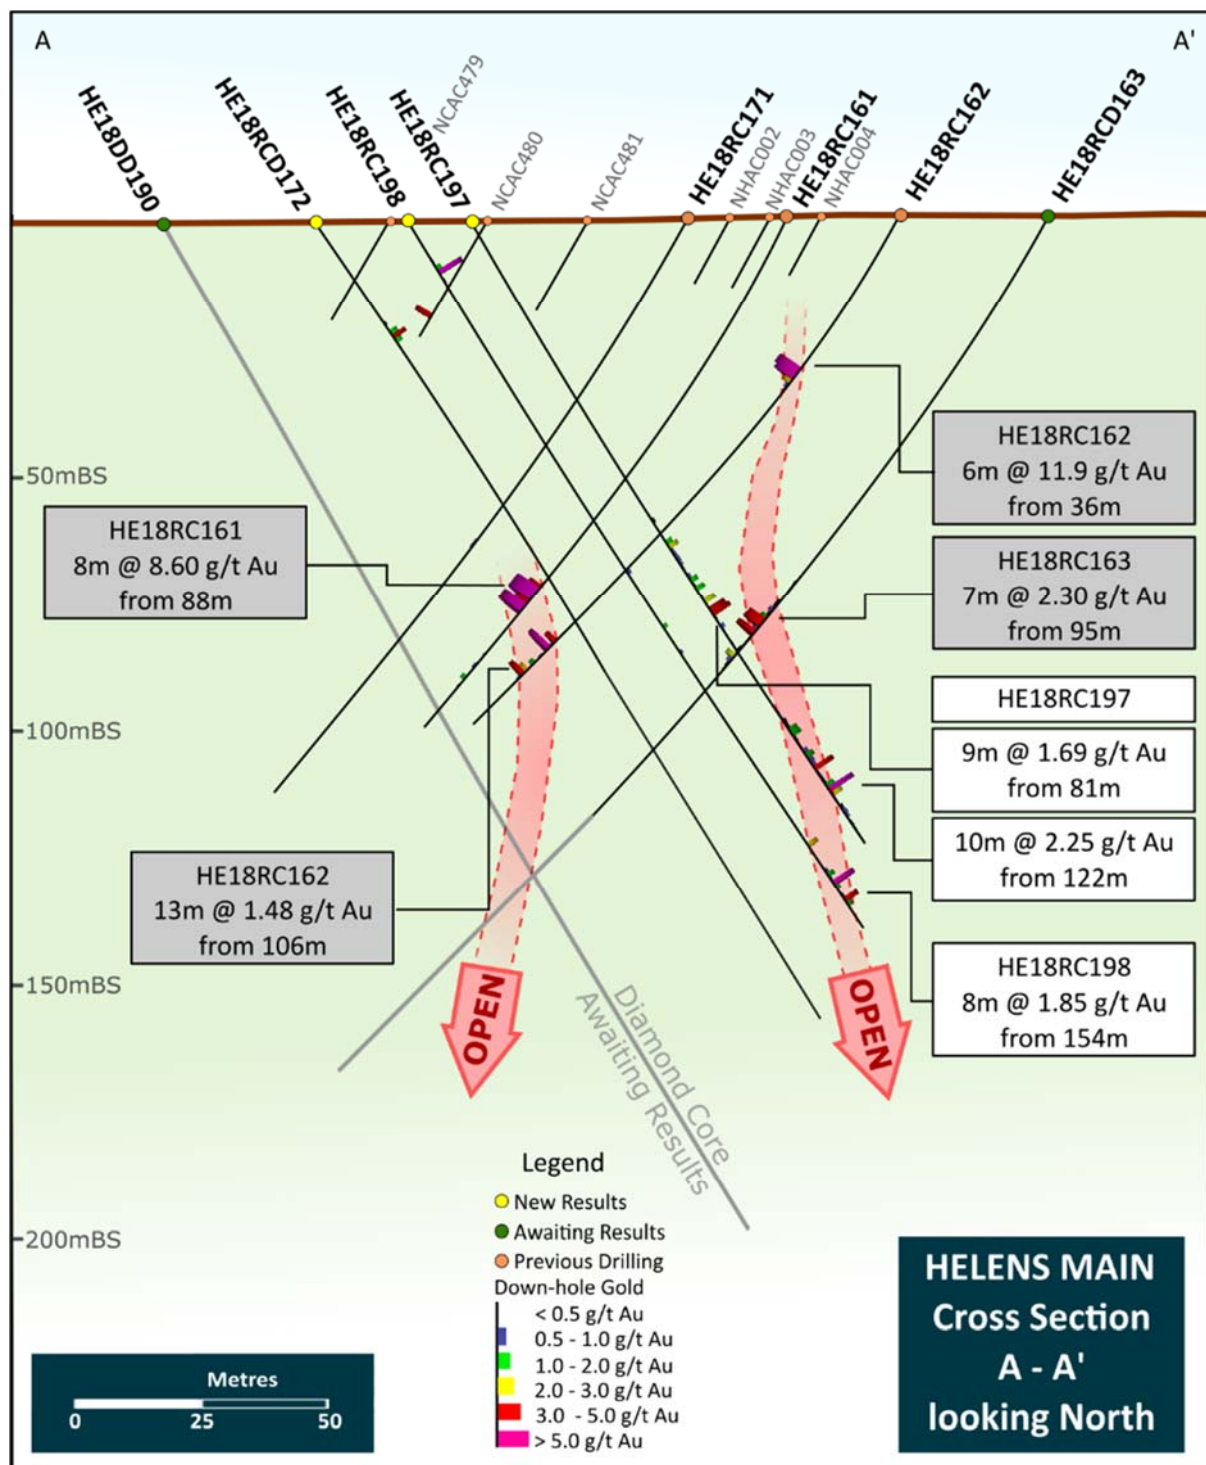 A
A'
HE18DD190
HE18RCD172
HE18RC198
HE18RC197
NCAC479
NCAC480
NCAC481
HE18RC171
NHAC002
NHAC003
HE18RC161
NHAC004
HE18RC162
HE18RCD163
50mBS
100mBS
150mBS
200mBS
HE18RC161
8m @ 8.60 g/t Au
from 88m
HE18RC162
13m @ 1.48 g/t Au
from 106m
HE18RC162
6m @ 11.9 g/t Au
from 36m
HE18RC163
7m @ 2.30 g/t Au
from 95m
HE18RC197
9m @ 1.69 g/t Au
from 81m
10m @ 2.25 g/t Au
from 122m
HE18RC198
8m @ 1.85 g/t Au
from 154m
OPEN
OPEN
Diamond Core
Awaiting Results
Legend
New Results
Awaiting Results
Previous Drilling
Down-hole Gold
< 0.5 g/t Au
0.5 - 1.0 g/t Au
1.0 - 2.0 g/t Au
2.0 - 3.0 g/t Au
3.0 - 5.0 g/t Au
> 5.0 g/t Au
Metres
0 25 50
HELENS MAIN
Cross Section
A - A'
looking North